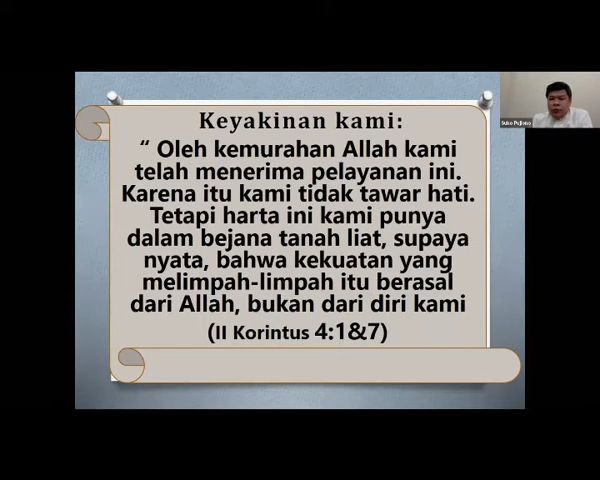 Keyakinan kami:
“ Oleh kemurahan Allah kami
telah menerima pelayanan ini.
Karena itu kami tidak tawar hati.
Tetapi harta ini kami punya
dalam bejana tanah liat, supaya
nyata, bahwa kekuatan yang
melimpah-limpah itu berasal
dari Allah, bukan dari diri kami
(II Korintus 4:1&7)
Suko Pujiono